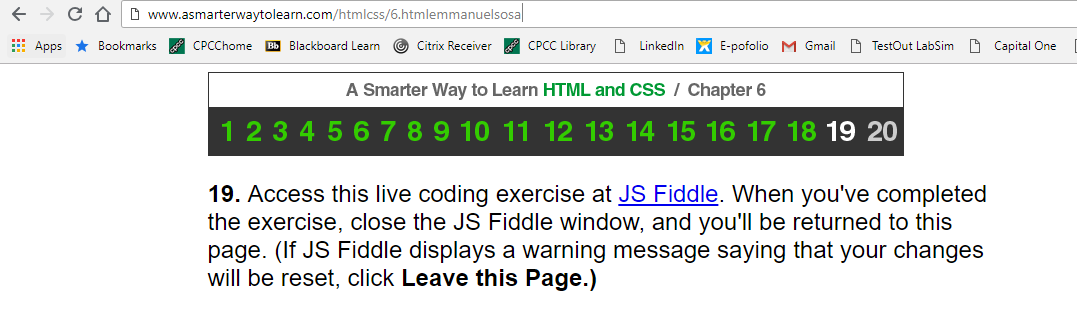 www.asmarterwaytolearn.com/htmlcss/6.htmlemmanuelsosa
Apps Bookmarks CPCChome Bb Blackboard Learn Citrix Receiver CPCC Library LinkedIn E-pofolio Gmail TestOut LabSim Capital One
A Smarter Way to Learn HTML and CSS / Chapter 6
1 2 3 4 5 6 7 8 9 10 11 12 13 14 15 16 17 18 19 20
19. Access this live coding exercise at JS Fiddle. When you've completed
the exercise, close the JS Fiddle window, and you'll be returned to this
page. (If JS Fiddle displays a warning message saying that your changes
will be reset, click Leave this Page.)